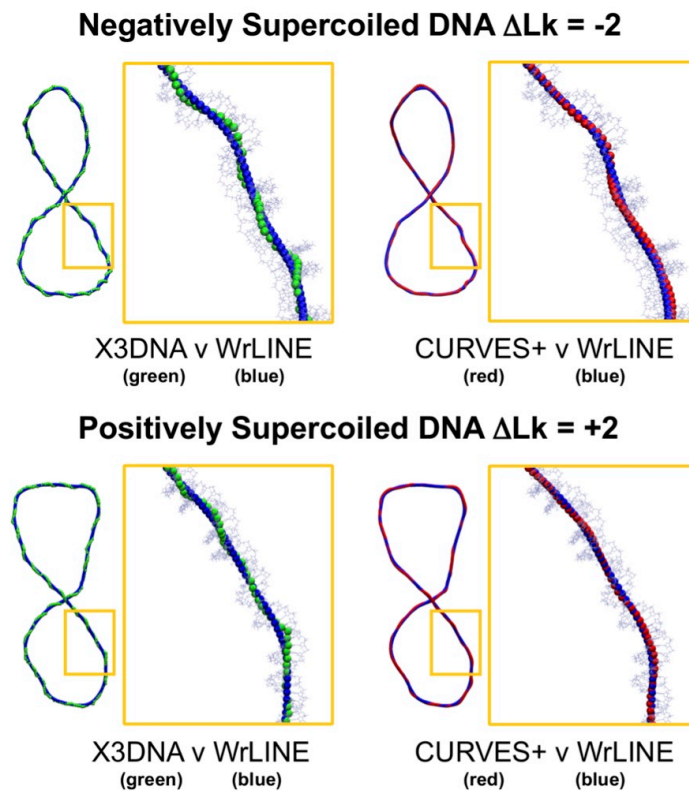 Negatively Supercoiled DNA ΔLk = -2
X3DNA v WrLINE
(green) (blue)
CURVES+ v WrLINE
(red) (blue)
Positively Supercoiled DNA ΔLk = +2
X3DNA v WrLINE
(green) (blue)
CURVES+ v WrLINE
(red) (blue)